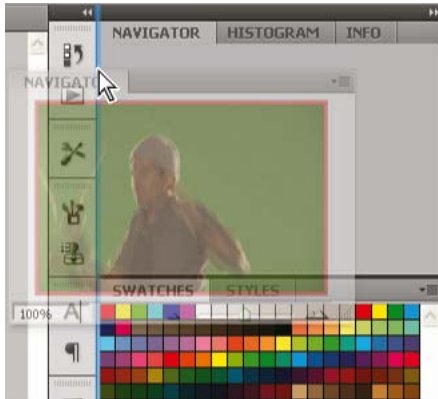 NAVIGATOR HISTOGRAM INFO
NAVIGATOR
SWATCHES STYLES
100%
A
¶